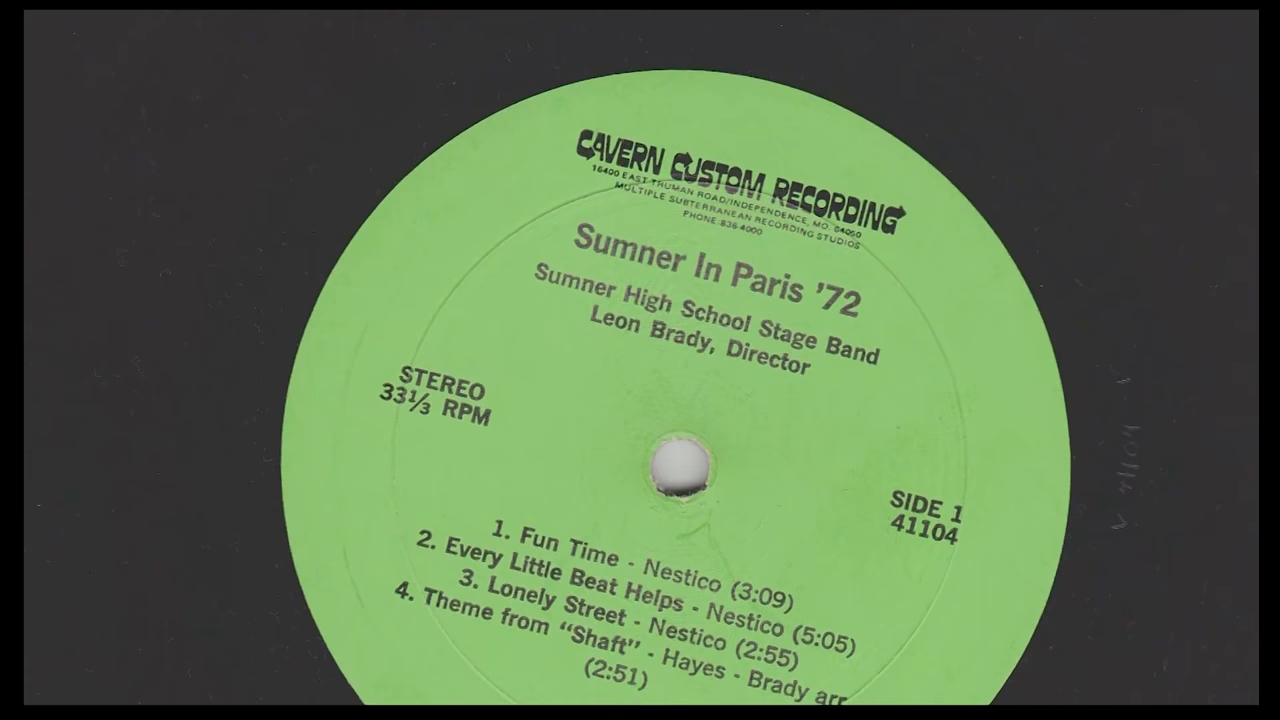 CAVERN CUSTOM RECORDING
16400 EAST TRUMAN ROAD/INDEPENDENCE, MO. 64050
MULTIPLE SUBTERRANEAN RECORDING STUDIOS
PHONE 836-4000
Sumner In Paris '72
Sumner High School Stage Band
Leon Brady, Director
STEREO
33⅓ RPM
SIDE 1
41104
1. Fun Time - Nestico (3:09)
2. Every Little Beat Helps - Nestico (5:05)
3. Lonely Street - Nestico (2:55)
4. Theme from “Shaft” - Hayes - Brady arr
(2:51)